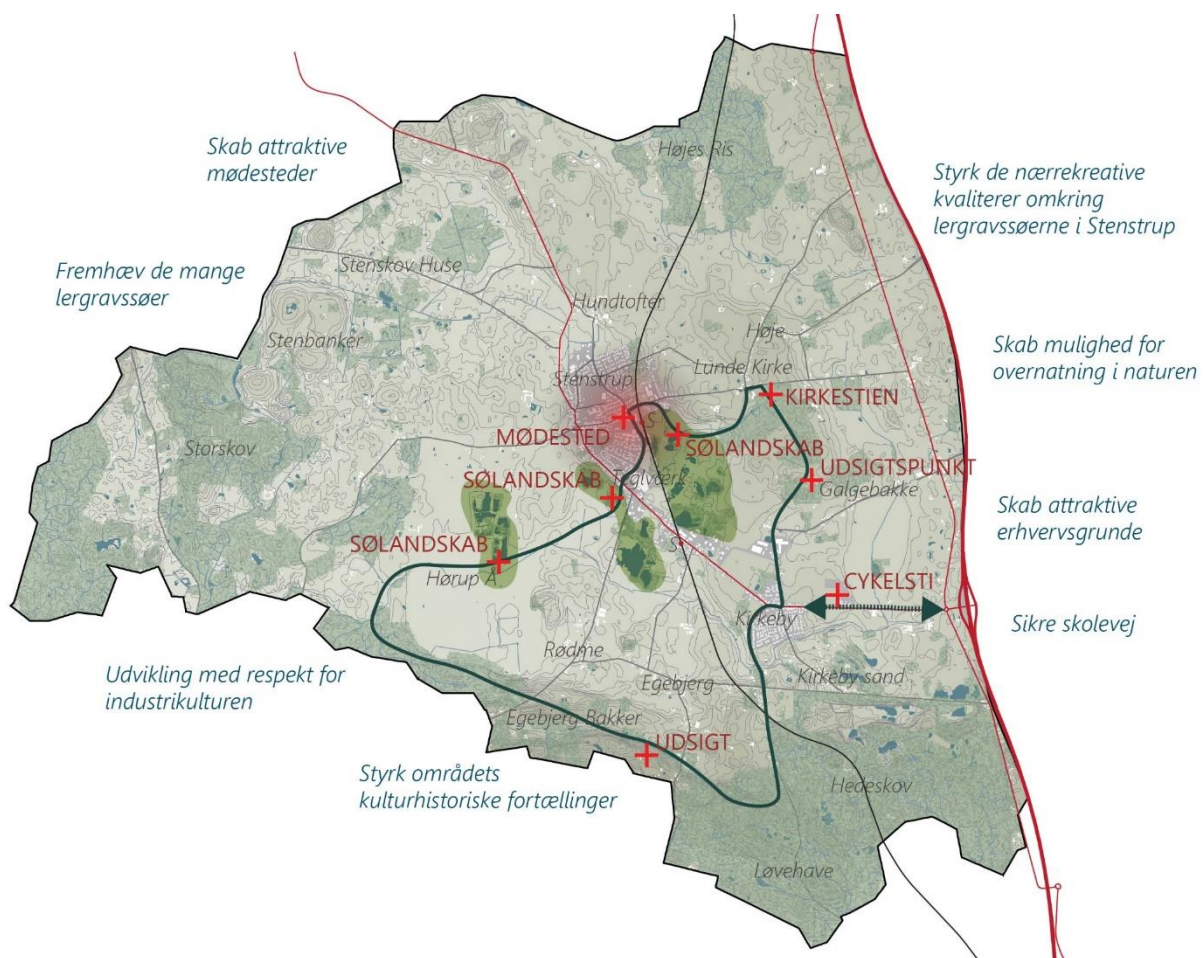 Skab attraktive
mødesteder
Højes Ris
Styrk de nærrekreative
kvaliterer omkring
lergravssøerne i Stenstrup
Fremhæv de mange
lergravssøer
Stenskov Huse
Hundtofter
Stenbanker
Høje
Skab mulighed for
overnatning i naturen
Lunde Kirke
Stenstrup
KIRKESTIEN
MØDESTED
S
SØLANDSKAB
Storskov
UDSIGTSPUNKT
SØLANDSKAB
Teglværk
Galgebakke
Skab attraktive
erhvervsgrunde
SØLANDSKAB
S
Hørup Å
CYKELSTI
Kirkeby
Sikre skolevej
Rødme
Udvikling med respekt for
industrikulturen
Egebjerg
Kirkeby sand
Egebjerg Bakker
UDSIGT
Styrk områdets
kulturhistoriske fortællinger
Hedeskov
Løvehave